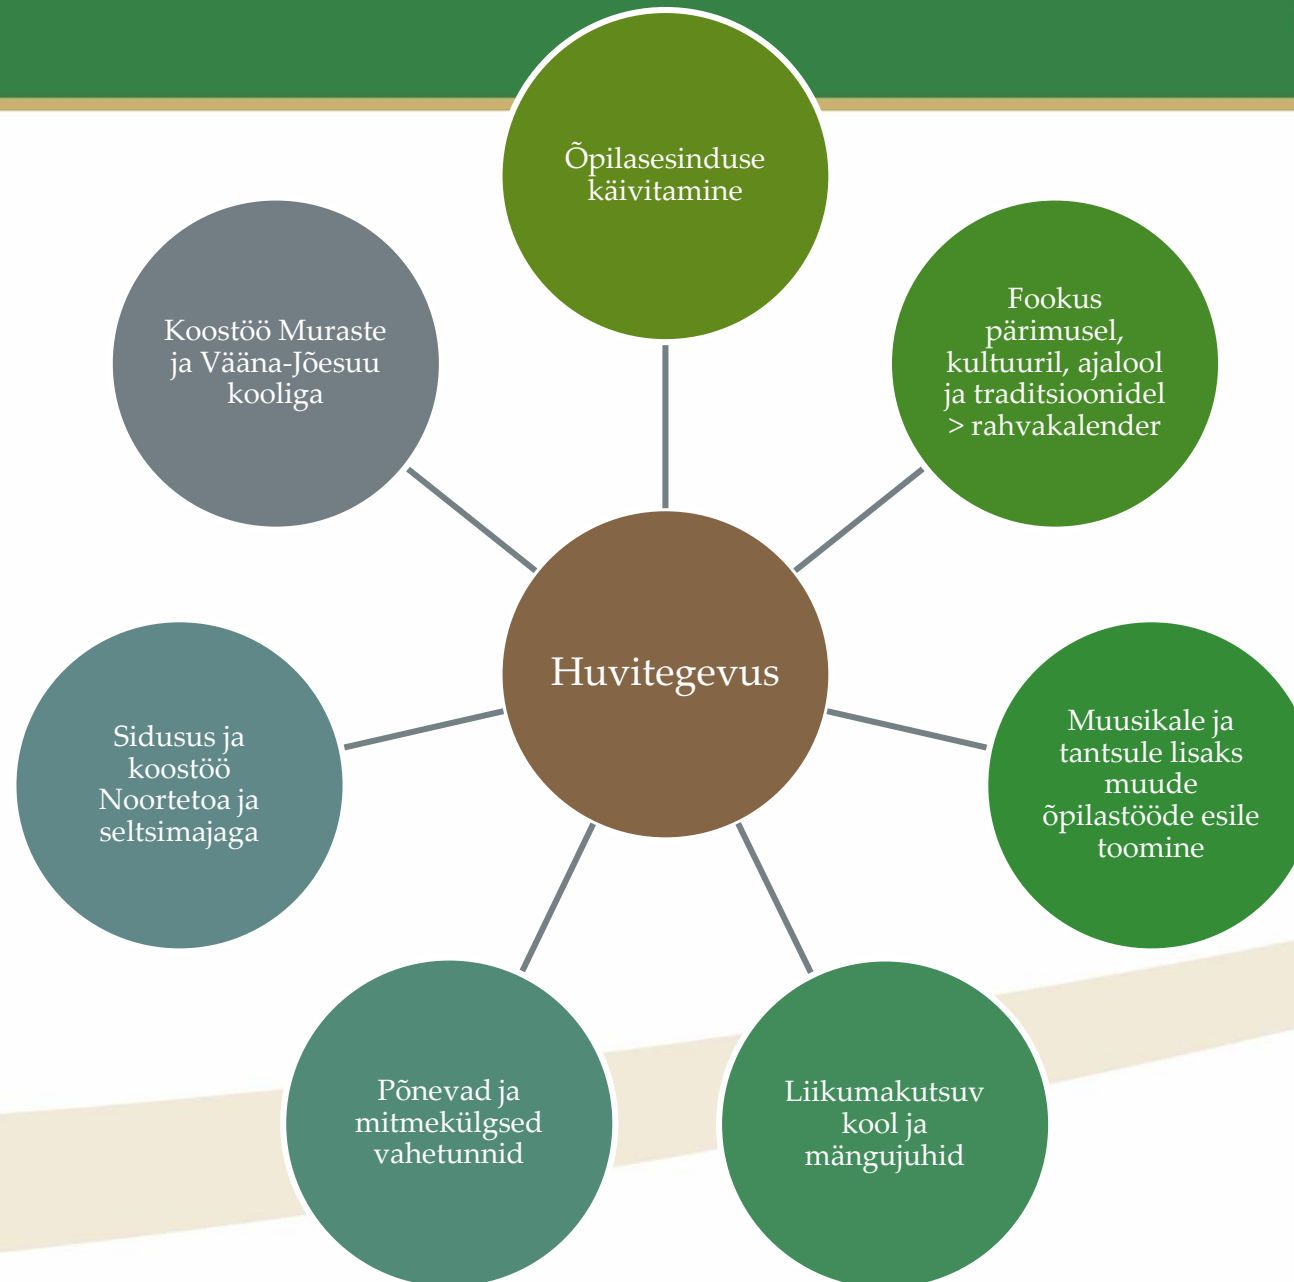 Õpilasesinduse
käivitamine
Fookus
pärimusel,
kultuuril, ajalool
ja traditsioonidel
> rahvakalender
Muusikale ja
tantsule lisaks
muude
õpilastööde esile
toomine
Liikumakutsuv
kool ja
mängujuhid
Põnevad ja
mitmekülgsed
vahetunnid
Sidusus ja
koostöö
Noortetoa ja
seltsimajaga
Koostöö Muraste
ja Vääna-Jõesuu
kooliga
Huvitegevus